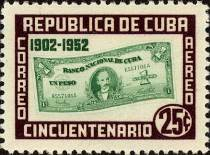 REPUBLICA DE CUBA
1902-1952
CORREO
AEREO
BANCO NACIONAL DE CUBA
UN PESO
CINCUENTENARIO
25¢